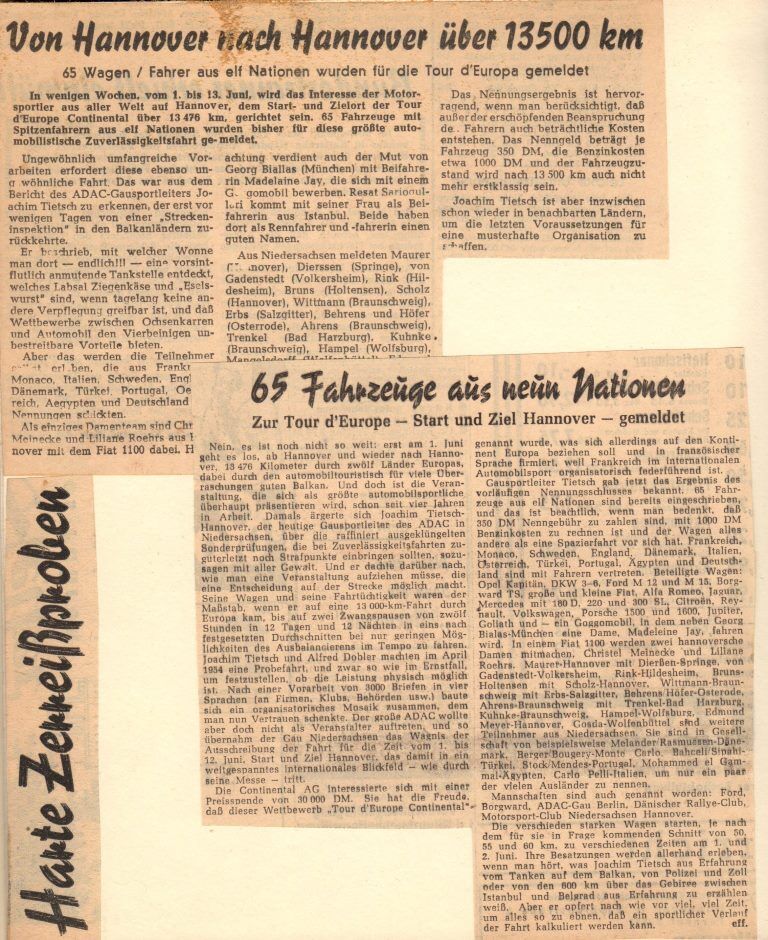 Von Hannover nach Hannover über 13500 km
65 Wagen / Fahrer aus elf Nationen wurden für die Tour d'Europa gemeldet
In wenigen Wochen, vom 1. bis 13. Juni, wird das Interesse der Motor-
sportler aus aller Welt auf Hannover, dem Start- und Zielort der Tour
d'Europe Continental über 13 476 km, gerichtet sein. 65 Fahrzeuge mit
Spitzenfahrern aus elf Nationen wurden bisher für diese größte auto-
mobilistische Zuverlässigkeitsfahrt ge-meldet.
Ungewöhnlich umfangreiche Vor-
arbeiten erfordert diese ebenso un-
g wöhnliche Fahrt. Das war aus dem
Bericht des ADAC-Gausportleiters Jo-
achim Tietsch zu erkennen, der erst vor
wenigen Tagen von einer „Strecken-
inspektion" in den Balkanländern zu-
rückkehrte.
Er beschrieb, mit welcher Wonne
man dort — endlich!!! — eine vorsint-
flutlich anmutende Tankstelle entdeckt,
welches Labsal Ziegenkäse und „Esels-
wurst" sind, wenn tagelang keine an-
dere Verpflegung greifbar ist, und daß
Wettbewerbe zwischen Ochsenkarren
und Automobil den Vierbeinigen un-
bestreitbare Vorteile bieten.
Aber das werden die Teilnehmer
erleben, die aus
Monaco, Italien, Schweden, Engl
Dänemark, Türkei, Portugal, Oe
reich, Aegypten und Deutschland
Nennungen schickten.
Als einziges Damenteam sind Chr
Meinecke und Liliane Roehrs aus
nover mit dem Fiat 1100 dabei. H
achtung verdient auch der Mut von
Georg Biallas (München) mit Beifahre-
rin Madelaine Jay, die sich mit einem
G gomobil bewerben. Resat
kommt mit seiner Frau als Bei-
fahrerin aus Istanbul. Beide haben
dort als Rennfahrer und -fahrerin einen
guten Namen.
Aus Niedersachsen meldeten Maurer
nover), Dierssen (Springe), von
Gadenstedt (Volkersheim), Rink (Hil-
desheim), Bruns (Holtensen), Scholz
(Hannover), Wittmann (Braunschweig),
Erbs (Salzgitter), Behrens und Höfer
(Osterrode), Ahrens (Braunschweig),
Trenkel (Bad Harzburg), Kuhnke
(Braunschweig), Hampel (Wolfsburg),
Das Nennungsergebnis ist hervor-
ragend, wenn man berücksichtigt, daß
außer der erschöpfenden Beanspruchung
de. Fahrern auch beträchtliche Kosten
entstehen. Das Nenngeld beträgt je
Fahrzeug 350 DM, die Benzinkosten
etwa 1000 DM und der Fahrzeugzu-
stand wird nach 13 500 km auch nicht
mehr erstklassig sein.
Joachim Tietsch ist aber inzwischen
schon wieder in benachbarten Ländern,
um die letzten Voraussetzungen für
eine musterhafte Organisation zu
schaffen.
65 Fahrzeuge aus neun Nationen
Zur Tour d'Europe — Start und Ziel Hannover — gemeldet
Nein, es ist noch nicht so weit: erst am 1. Juni
geht es los, ab Hannover und wieder nach Hanno-
ver, 13 476 Kilometer durch zwölf Länder Europas,
dabei durch den automobiltouristisch für viele Über-
raschungen guten Balkan. Und doch ist die Veran-
staltung, die sich als größte automobilsportliche
überhaupt präsentieren wird, schon seit vier Jahren
in Arbeit. Damals ärgerte sich Joachim Tietsch-
Hannover, der heutige Gausportleiter des ADAC in
Niedersachsen, über die raffiniert ausgeklügelten
Sonderprüfungen, die bei Zuverlässigkeitsfahrten zu-
guterletzt noch Strafpunkte einbringen sollten, sozu-
sagen mit aller Gewalt. Und er dachte darüber nach,
wie man eine Veranstaltung aufziehen müsse, die
eine Entscheidung auf der Strecke möglich macht.
Seine Wagen und seine Fahrtüchtigkeit waren der
Maßstab, wenn er auf eine 13 000-km-Fahrt durch
Europa kam, bis auf zwei Zwangspausen von zwölf
Stunden in 12 Tagen und 12 Nächten in eins nach
festgesetzten Durchschnitten bei nur geringen Mög-
lichkeiten des Ausbalancierens im Tempo zu fahren.
Joachim Tietsch und Alfred Dobler machten im April
1954 eine Probefahrt, und zwar so wie im Ernstfall,
um festzustellen, ob die Leistung physisch möglich
ist. Nach einer Vorarbeit von 3000 Briefen in vier
Sprachen (an Firmen, Klubs, Behörden usw.) baute
sich ein organisatorisches Mosaik zusammen, dem
man nun Vertrauen schenkte. Der große ADAC wollte
aber doch nicht als Veranstalter auftreten, und so
übernahm der Gau Niedersachsen das Wagnis der
Ausschreibung der Fahrt für die Zeit vom 1. bis
12. Juni. Start und Ziel Hannover, das damit in ein
weitgespanntes internationales Blickfeld — wie durch
seine Messe — tritt.
Die Continental AG interessierte sich mit einer
Preisspende von 30 000 DM. Sie hat die Freude,
daß dieser Wettbewerb „Tour d'Europe Continental"
genannt wurde, was sich allerdings auf den Konti-
nent Europa beziehen soll und in französischer
Sprache firmiert, weil Frankreich im internationalen
Automobilsport organisatorisch federführend ist.
Gausportleiter Tietsch gab jetzt das Ergebnis des
vorläufigen Nennungsschlusses bekannt. 65 Fahr-
zeuge aus elf Nationen sind bereits eingeschrieben,
und das ist beachtlich, wenn man bedenkt, daß
350 DM Nenngebühr zu zahlen sind, mit 1000 DM
Benzinkosten zu rechnen ist und der Wagen alles
andere als eine Spazierfahrt vor sich hat. Frankreich,
Monaco, Schweden, England, Dänemark, Italien,
Österreich, Türkei, Portugal, Ägypten und Deutsch-
land sind mit Fahrern vertreten. Beteiligte Wagen:
Opel Kapitän, DKW 3—6, Ford M 12 und M 15, Borg-
ward TS, große und kleine Fiat, Alfa Romeo, Jaguar,
Mercedes mit 180 D, 220 und 300 SL, Citroën, Rey-
nault, Volkswagen, Porsche 1500 und 1600, Jupiter,
Goliath und — ein Goggomobil, in dem neben Georg
Bialas-München eine Dame, Madeleine Jay, fahren
wird. In einem Fiat 1100 werden zwei hannoversche
Damen mitmachen, Christel Meinecke und Liliane
Roehrs. Maurer-Hannover mit Dierßen-Springe, von
Gadenstedt-Volkersheim, Rink-Hildesheim, Bruns-
Holtensen mit Scholz-Hannover, Wittmann-Braun-
schweig mit Erbs-Salzgitter, Behrens/Höfer-Osterode,
Ahrens-Braunschweig mit Trenkel-Bad Harzburg,
Kuhnke-Braunschweig, Hampel-Wolfsburg, Edmund
Meyer-Hannover, Cosda-Wolfenbüttel sind weitere
Teilnehmer aus Niedersachsen. Sie sind in Gesell-
schaft von beispielsweise Melander/Rasmussen-Däne-
mark, Berger/Bougery-Monte Carlo, Bahceli/Sipahi-
Türkei, Stock/Mendes-Portugal, Mohammed el Gam-
mal-Ägypten, Carlo Pelli-Italien, um nur ein paar
der vielen Ausländer zu nennen.
Mannschaften sind auch genannt worden: Ford,
Borgward, ADAC-Gau Berlin, Dänischer Rallye-Club,
Motorsport-Club Niedersachsen Hannover.
Die verschieden starken Wagen starten, je nach
dem für sie in Frage kommenden Schnitt von 50,
55 und 60 km, zu verschiedenen Zeiten am 1. und
2. Juni. Ihre Besatzungen werden allerhand erleben,
wenn man hört, was Joachim Tietsch aus Erfahrung
vom Tanken auf dem Balkan, von Polizei und Zoll
oder von den 600 km über das Gebirge zwischen
Istanbul und Belgrad aus Erfahrung zu erzählen
weiß. Aber er opfert nach wie vor viel, viel Zeit,
um alles so zu ebnen, daß ein sportlicher Verlauf
der Fahrt kalkuliert werden kann. eff.
Harte Zerreißproben